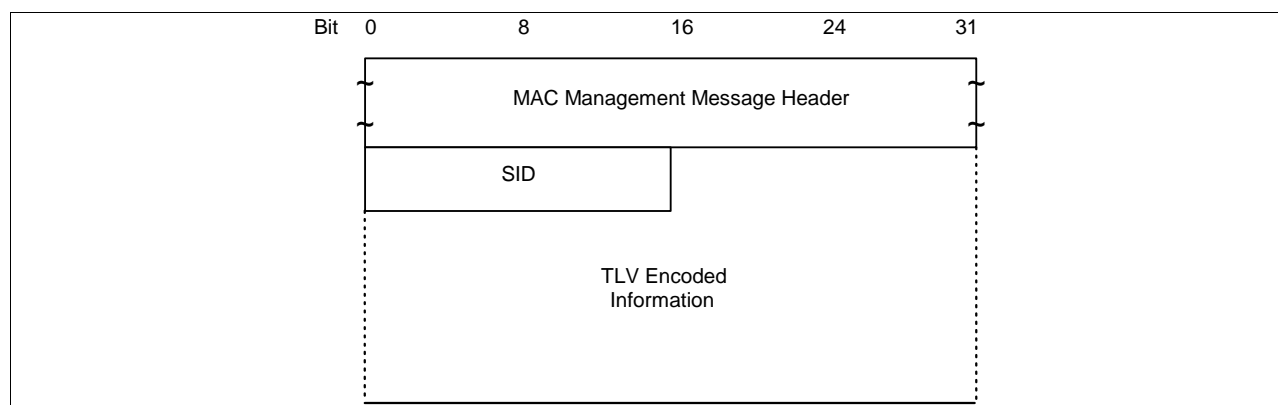 Bit 0 8 16 24 31
MAC Management Message Header
SID
TLV Encoded
Information